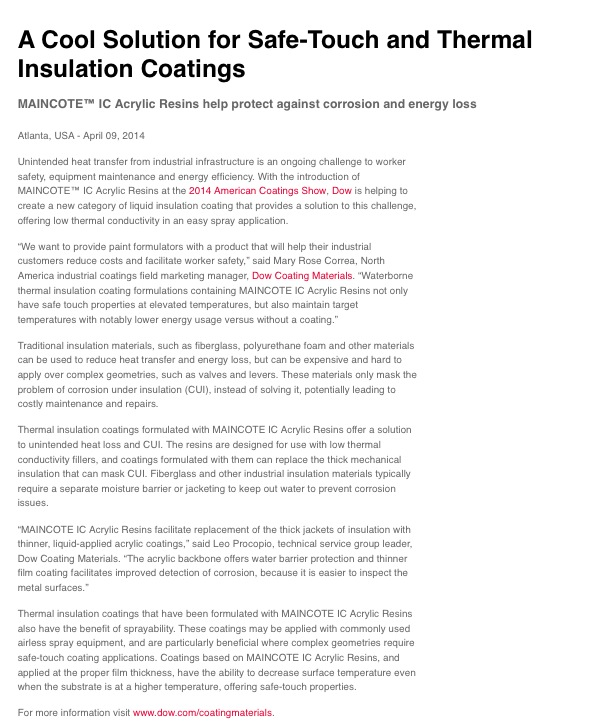 A Cool Solution for Safe-Touch and Thermal
Insulation Coatings
MAINCOTE™ IC Acrylic Resins help protect against corrosion and energy loss
Atlanta, USA - April 09, 2014
Unintended heat transfer from industrial infrastructure is an ongoing challenge to worker
safety, equipment maintenance and energy efficiency. With the introduction of
MAINCOTE™ IC Acrylic Resins at the 2014 American Coatings Show, Dow is helping to
create a new category of liquid insulation coating that provides a solution to this challenge,
offering low thermal conductivity in an easy spray application.
“We want to provide paint formulators with a product that will help their industrial
customers reduce costs and facilitate worker safety,” said Mary Rose Correa, North
America industrial coatings field marketing manager, Dow Coating Materials. “Waterborne
thermal insulation coating formulations containing MAINCOTE IC Acrylic Resins not only
have safe touch properties at elevated temperatures, but also maintain target
temperatures with notably lower energy usage versus without a coating.”
Traditional insulation materials, such as fiberglass, polyurethane foam and other materials
can be used to reduce heat transfer and energy loss, but can be expensive and hard to
apply over complex geometries, such as valves and levers. These materials only mask the
problem of corrosion under insulation (CUI), instead of solving it, potentially leading to
costly maintenance and repairs.
Thermal insulation coatings formulated with MAINCOTE IC Acrylic Resins offer a solution
to unintended heat loss and CUI. The resins are designed for use with low thermal
conductivity fillers, and coatings formulated with them can replace the thick mechanical
insulation that can mask CUI. Fiberglass and other industrial insulation materials typically
require a separate moisture barrier or jacketing to keep out water to prevent corrosion
issues.
“MAINCOTE IC Acrylic Resins facilitate replacement of the thick jackets of insulation with
thinner, liquid-applied acrylic coatings,” said Leo Procopio, technical service group leader,
Dow Coating Materials. “The acrylic backbone offers water barrier protection and thinner
film coating facilitates improved detection of corrosion, because it is easier to inspect the
metal surfaces.”
Thermal insulation coatings that have been formulated with MAINCOTE IC Acrylic Resins
also have the benefit of sprayability. These coatings may be applied with commonly used
airless spray equipment, and are particularly beneficial where complex geometries require
safe-touch coating applications. Coatings based on MAINCOTE IC Acrylic Resins, and
applied at the proper film thickness, have the ability to decrease surface temperature even
when the substrate is at a higher temperature, offering safe-touch properties.
For more information visit www.dow.com/coatingmaterials.